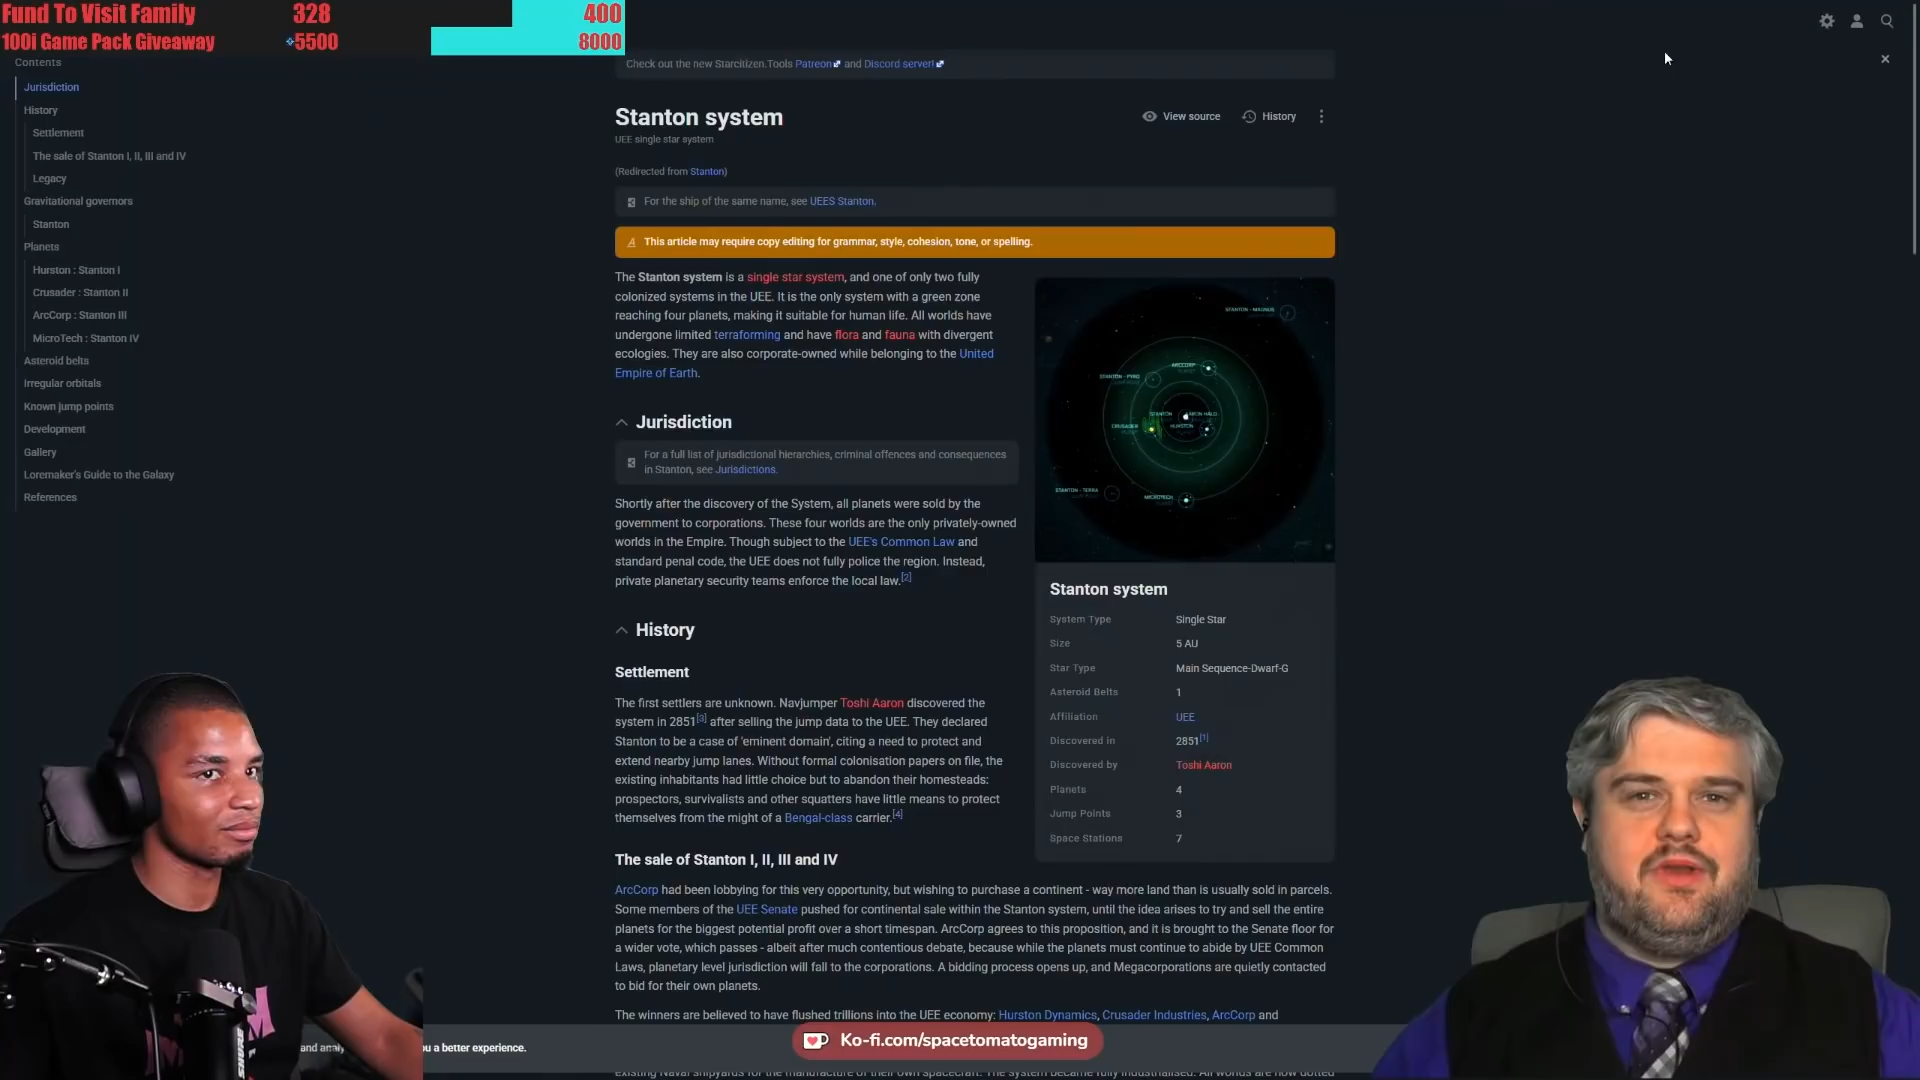 Fund To Visit Family 328 400
100i Game Pack Giveaway +5500 8000
Contents
Jurisdiction
History
Settlement
The sale of Stanton I, II, III and IV
Legacy
Gravitational governors
Stanton
Planets
Hurston : Stanton I
Crusader : Stanton II
ArcCorp : Stanton III
MicroTech : Stanton IV
Asteroid belts
Irregular orbitals
Known jump points
Development
Gallery
Loremaker's Guide to the Galaxy
References
Check out the new Starcitizen.Tools Patreon and Discord server!
Stanton system
View source
History
UEE single star system
(Redirected from Stanton)
For the ship of the same name, see UEES Stanton.
This article may require copy editing for grammar, style, cohesion, tone, or spelling.
The Stanton system is a single star system, and one of only two fully
colonized systems in the UEE. It is the only system with a green zone
reaching four planets, making it suitable for human life. All worlds have
undergone limited terraforming and have flora and fauna with divergent
ecologies. They are also corporate-owned while belonging to the United
Empire of Earth.
Jurisdiction
For a full list of jurisdictional hierarchies, criminal offences and consequences
in Stanton, see Jurisdictions.
Shortly after the discovery of the System, all planets were sold by the
government to corporations. These four worlds are the only privately-owned
worlds in the Empire. Though subject to the UEE's Common Law and
standard penal code, the UEE does not fully police the region. Instead,
private planetary security teams enforce the local law.[2]
History
Settlement
The first settlers are unknown. Navjumper Toshi Aaron discovered the
system in 2851[3] after selling the jump data to the UEE. They declared
Stanton to be a case of 'eminent domain', citing a need to protect and
extend nearby jump lanes. Without formal colonisation papers on file, the
existing inhabitants had little choice but to abandon their homesteads:
prospectors, survivalists and other squatters have little means to protect
themselves from the might of a Bengal-class carrier.[4]
The sale of Stanton I, II, III and IV
ArcCorp had been lobbying for this very opportunity, but wishing to purchase a continent - way more land than is usually sold in parcels.
Some members of the UEE Senate pushed for continental sale within the Stanton system, until the idea arises to try and sell the entire
planets for the biggest potential profit over a short timespan. ArcCorp agrees to this proposition, and it is brought to the Senate floor for
a wider vote, which passes - albeit after much contentious debate, because while the planets must continue to abide by UEE Common
Laws, planetary level jurisdiction will fall to the corporations. A bidding process opens up, and Megacorporations are quietly contacted
to bid for their own planets.
The winners are believed to have flushed trillions into the UEE economy: Hurston Dynamics, Crusader Industries, ArcCorp and
STANTON - MAGNUS
ARCCORP
STANTON - PYRO
STANTON
CRUSADER
HURSTON
STANTON - TERRA
MICROTECH
Stanton system
System Type Single Star
Size 5 AU
Star Type Main Sequence-Dwarf-G
Asteroid Belts 1
Affiliation UEE
Discovered in 2851[1]
Discovered by Toshi Aaron
Planets 4
Jump Points 3
Space Stations 7
a better experience.
Ko-fi.com/spacetomatogaming